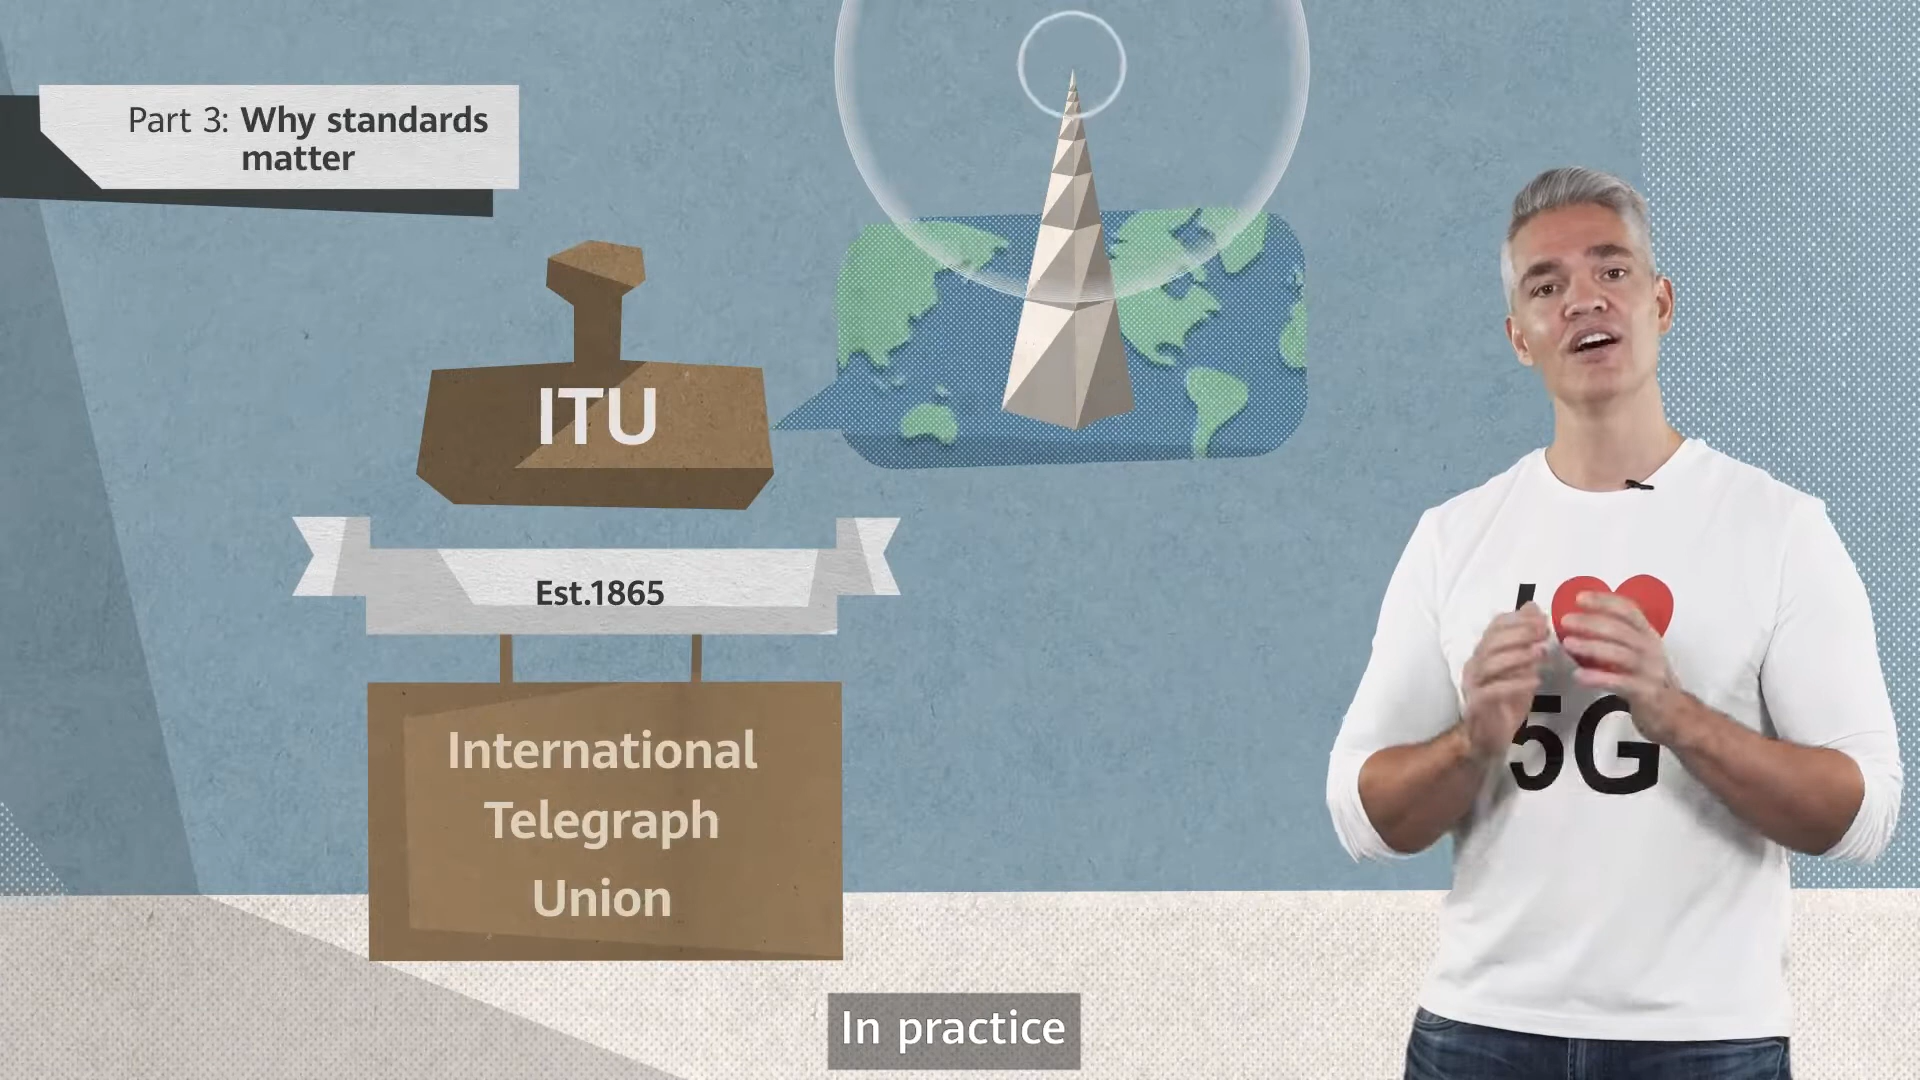 Part 3: Why standards
matter
ITU
Est.1865
International
Telegraph
Union
I
5G
In practice